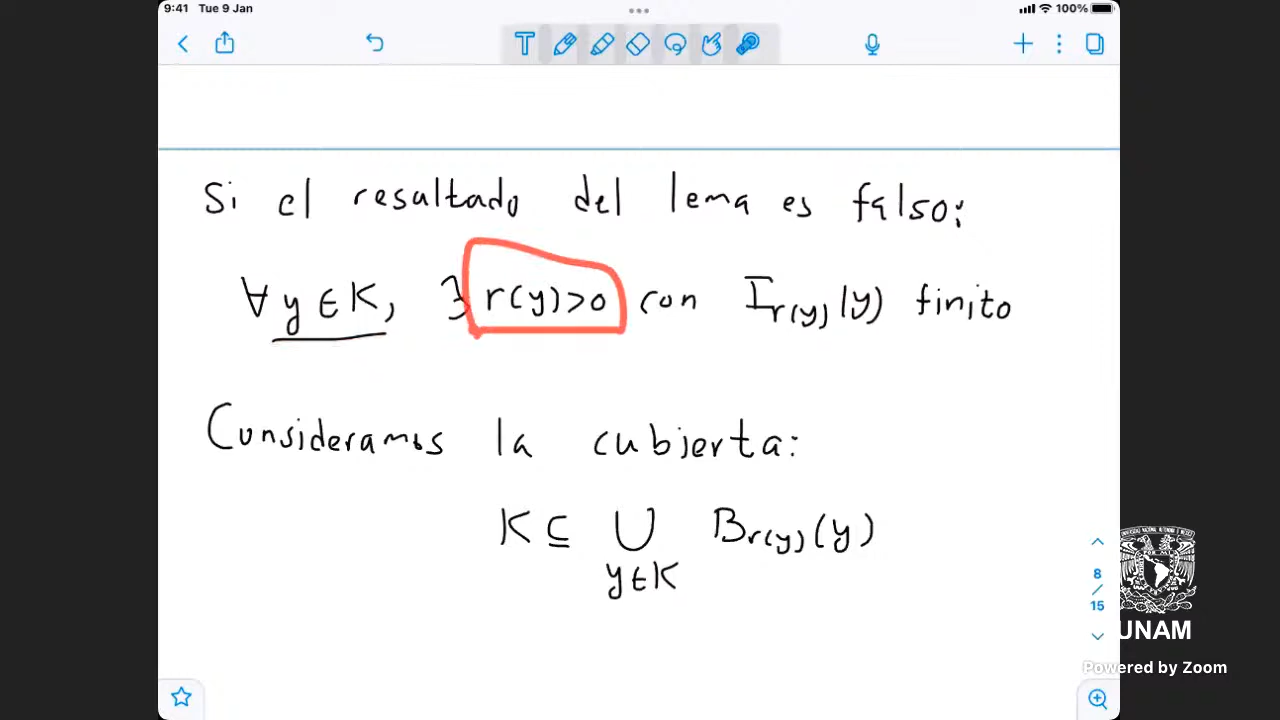 9:41 Tue 9 Jan
100%
Si el resultado del lema es falso:
∀ y ∈ K, ∃ r(y)>0 con I_{r(y)}(y) finito
Consideramos la cubierta:
K ⊆ ⋃_{y∈K} B_{r(y)}(y)
8
/
15
UNAM
Powered by Zoom